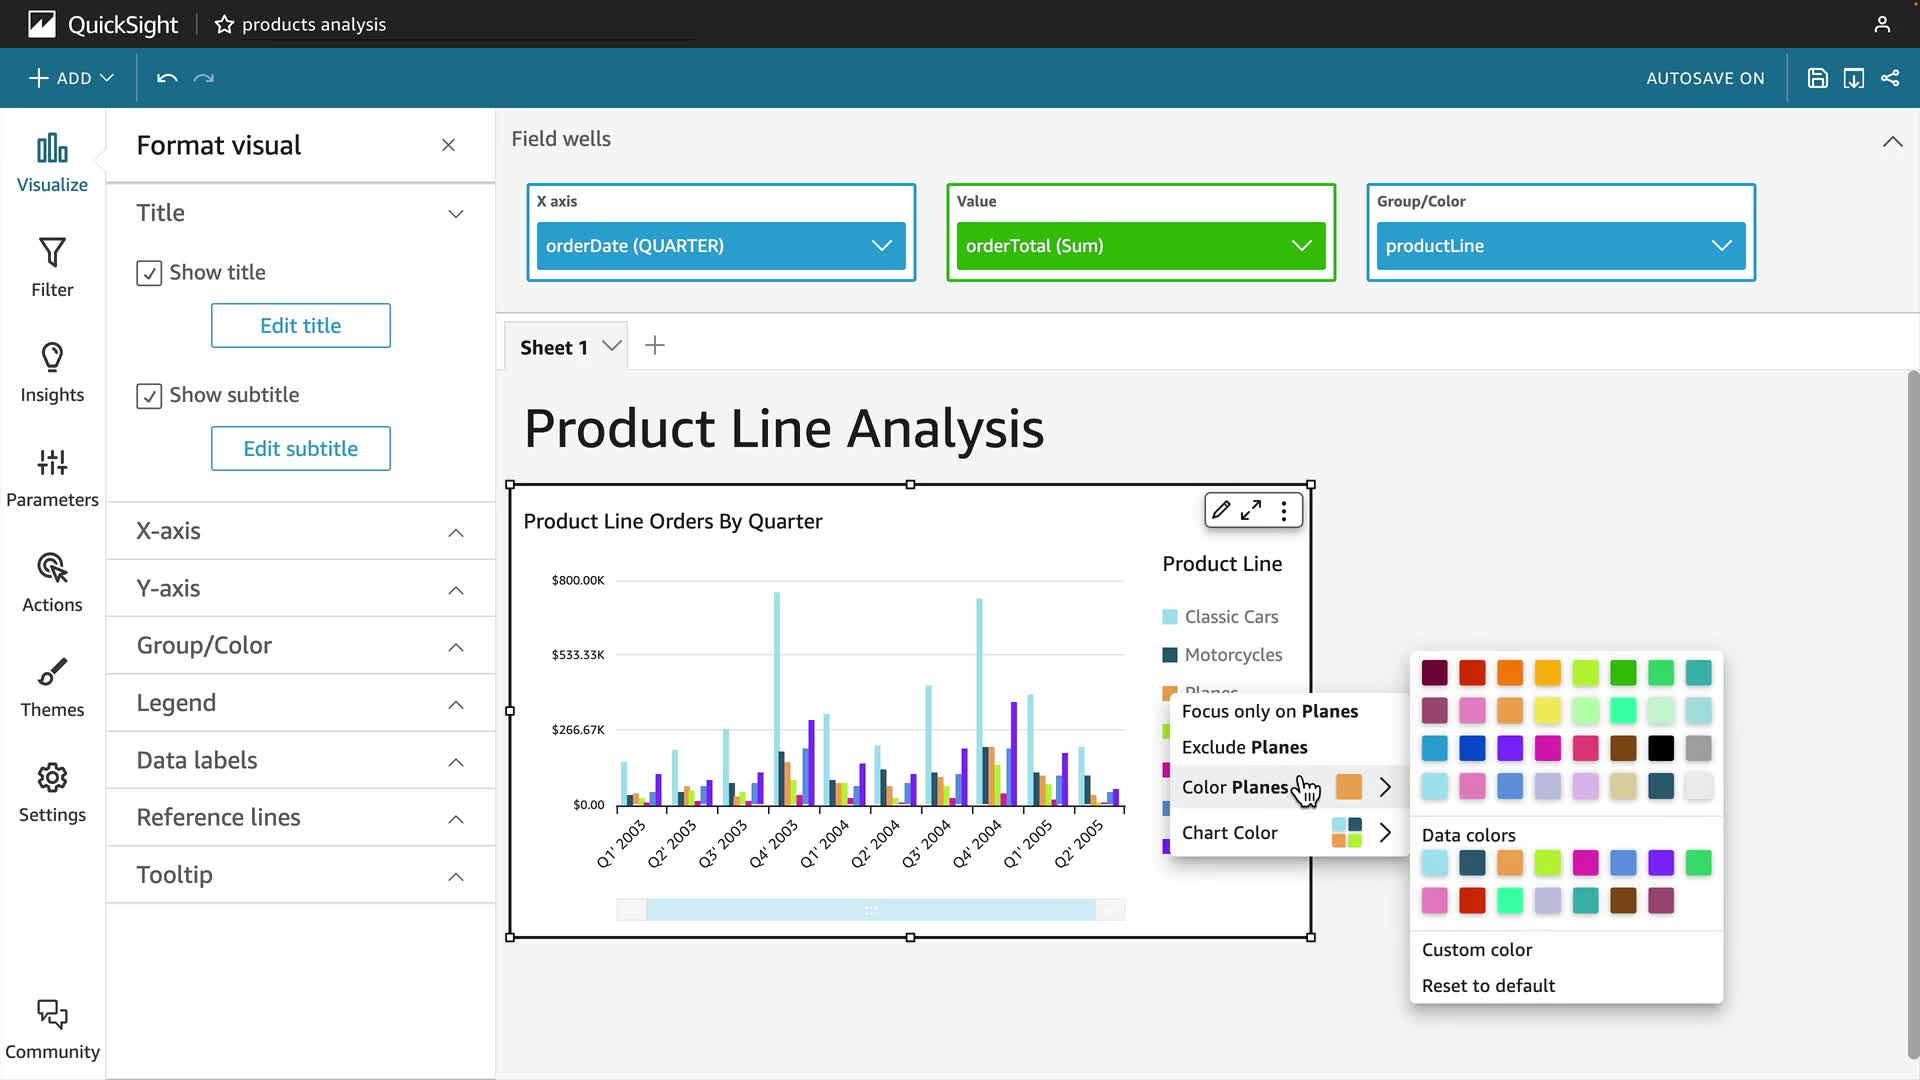 QuickSight
products analysis
ADD
AUTOSAVE ON
Visualize
Filter
Insights
Parameters
Actions
Themes
Settings
Community
Format visual
Title
Show title
Edit title
Show subtitle
Edit subtitle
X-axis
Y-axis
Group/Color
Legend
Data labels
Reference lines
Tooltip
Field wells
X axis
orderDate (QUARTER)
Value
orderTotal (Sum)
Group/Color
productLine
Sheet 1
Product Line Analysis
Product Line Orders By Quarter
$800.00K
$533.33K
$266.67K
$0.00
Q1' 2003
Q2' 2003
Q3' 2003
Q4' 2003
Q1' 2004
Q2' 2004
Q3' 2004
Q4' 2004
Q1' 2005
Q2' 2005
Product Line
Classic Cars
Motorcycles
Planes
Focus only on Planes
Exclude Planes
Color Planes
Chart Color
Data colors
Custom color
Reset to default